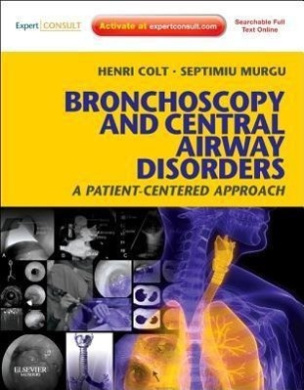 Expert CONSULT
Activate at expertconsult.com
Searchable Full
Text Online
HENRI COLT • SEPTIMIU MURGU
BRONCHOSCOPY
AND CENTRAL
AIRWAY
DISORDERS
A PATIENT-CENTERED APPROACH
A
B
C
ELSEVIER
SAUNDERS